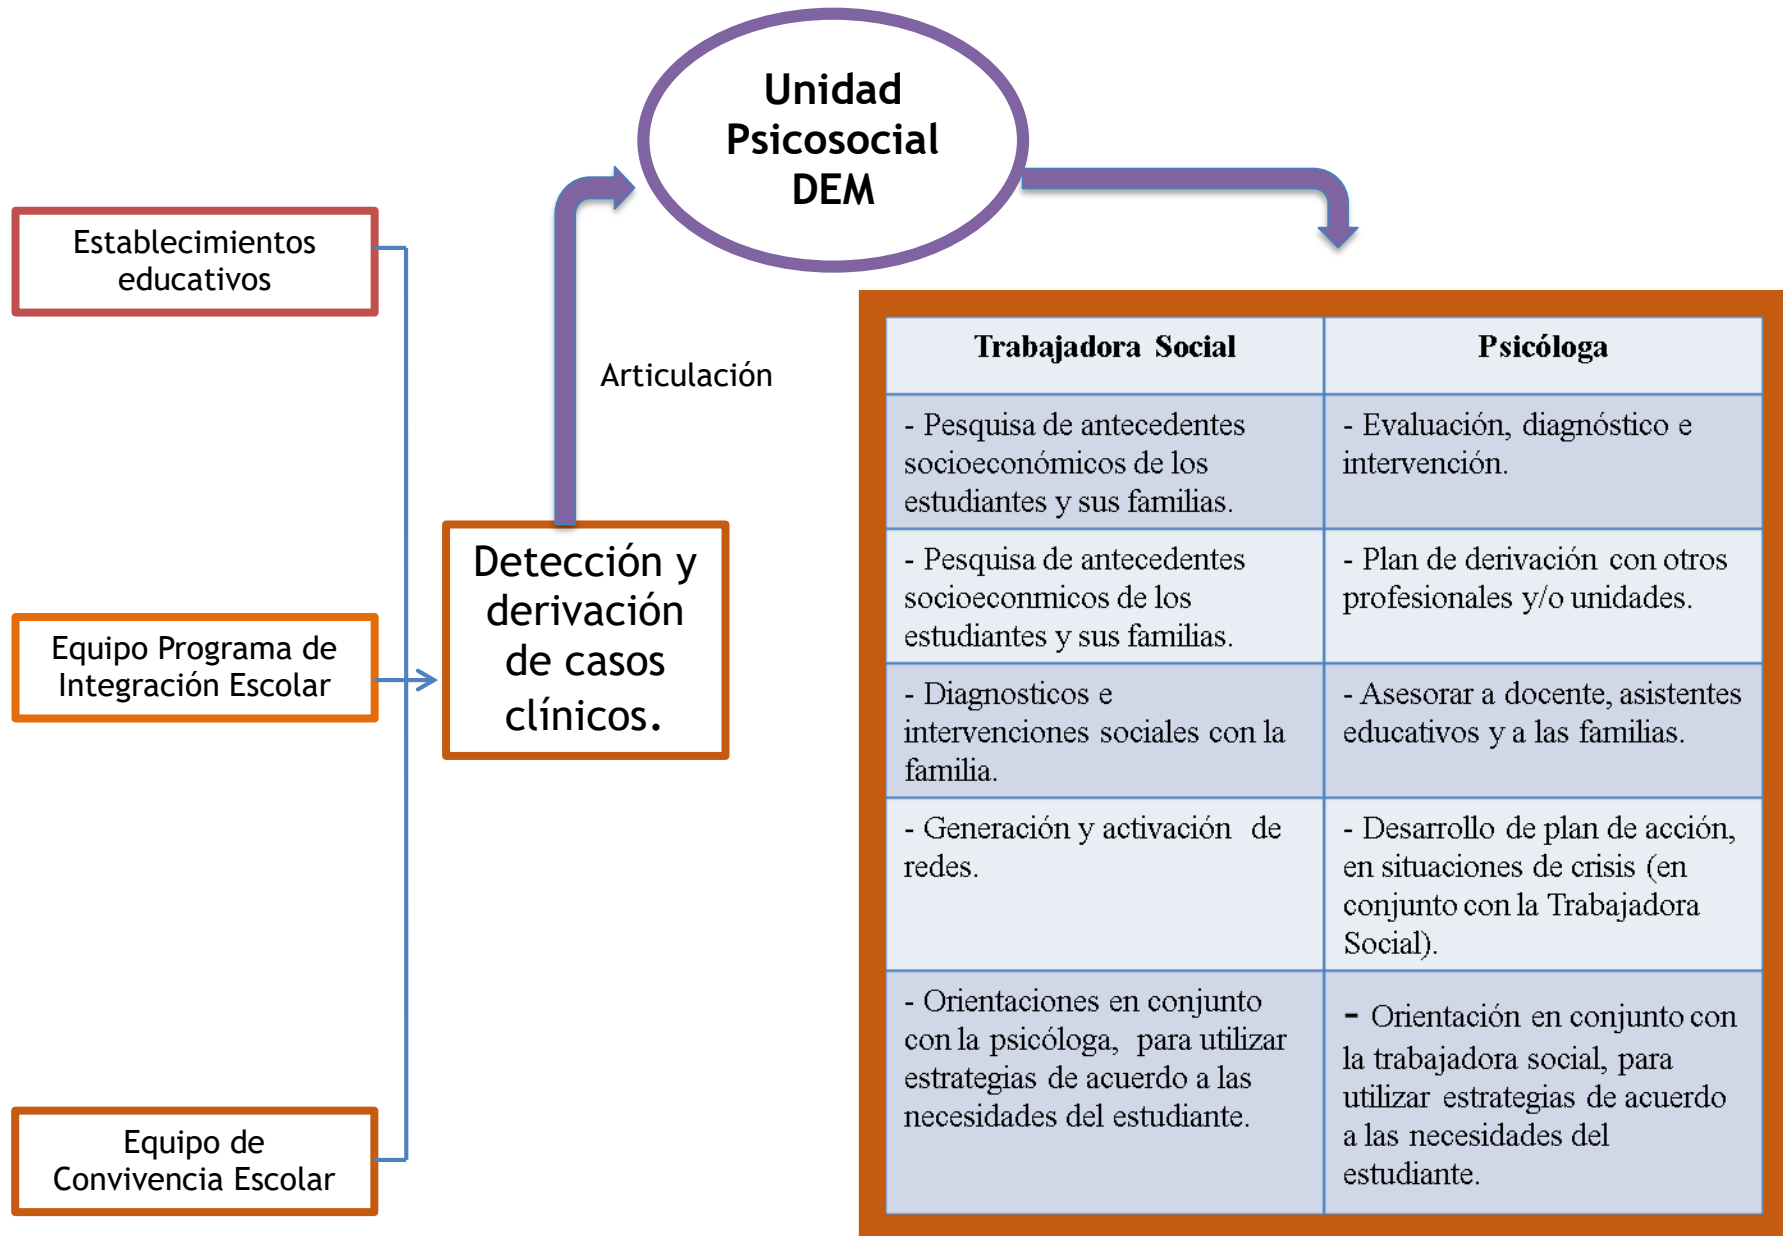 Unidad
Psicosocial
DEM
Establecimientos
educativos
Articulación
Equipo Programa de
Integración Escolar
Detección y
derivación
de casos
clínicos.
Equipo de
Convivencia Escolar
Trabajadora Social
Psicóloga
- Pesquisa de antecedentes
socioeconómicos de los
estudiantes y sus familias.
- Evaluación, diagnóstico e
intervención.
- Pesquisa de antecedentes
socioeconmicos de los
estudiantes y sus familias.
- Plan de derivación con otros
profesionales y/o unidades.
- Diagnosticos e
intervenciones sociales con la
familia.
- Asesorar a docente, asistentes
educativos y a las familias.
- Generación y activación de
redes.
- Desarrollo de plan de acción,
en situaciones de crisis (en
conjunto con la Trabajadora
Social).
- Orientaciones en conjunto
con la psicóloga, para utilizar
estrategias de acuerdo a las
necesidades del estudiante.
- Orientación en conjunto con
la trabajadora social, para
utilizar estrategias de acuerdo
a las necesidades del
estudiante.